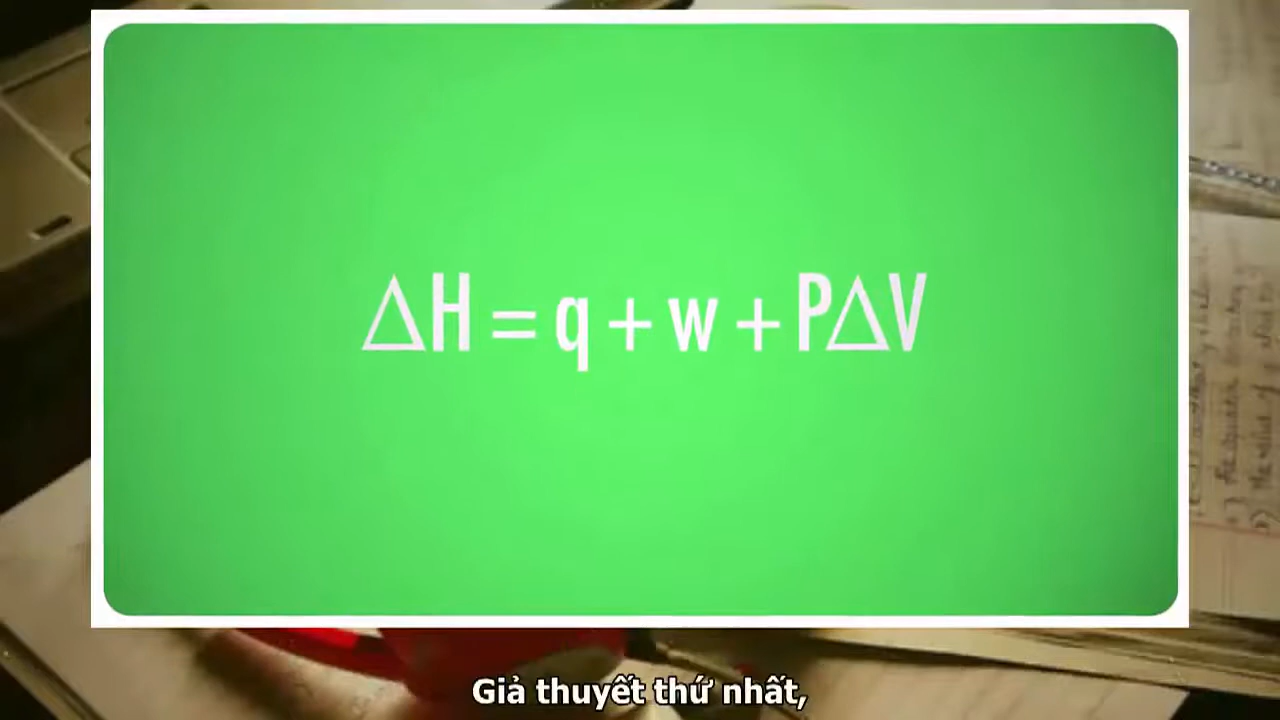 ΔH = q + w + PΔV
Giả thuyết thứ nhất,